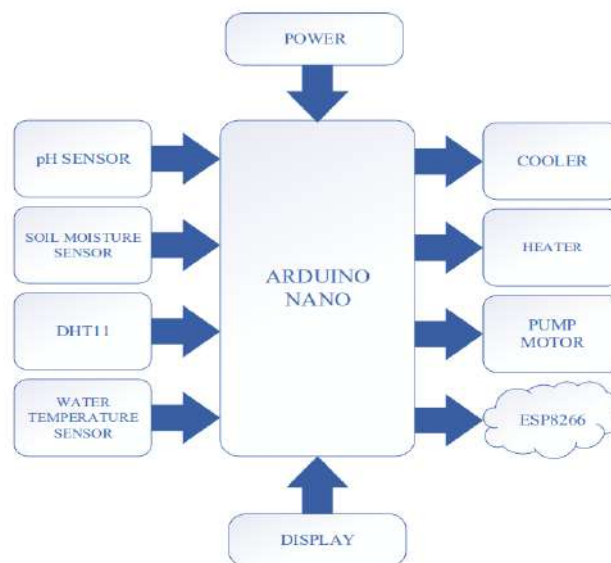 POWER
pH SENSOR
COOLER
SOIL MOISTURE
SENSOR
HEATER
ARDUINO
NANO
DHT11
PUMP
MOTOR
WATER
TEMPERATURE
SENSOR
ESP8266
DISPLAY